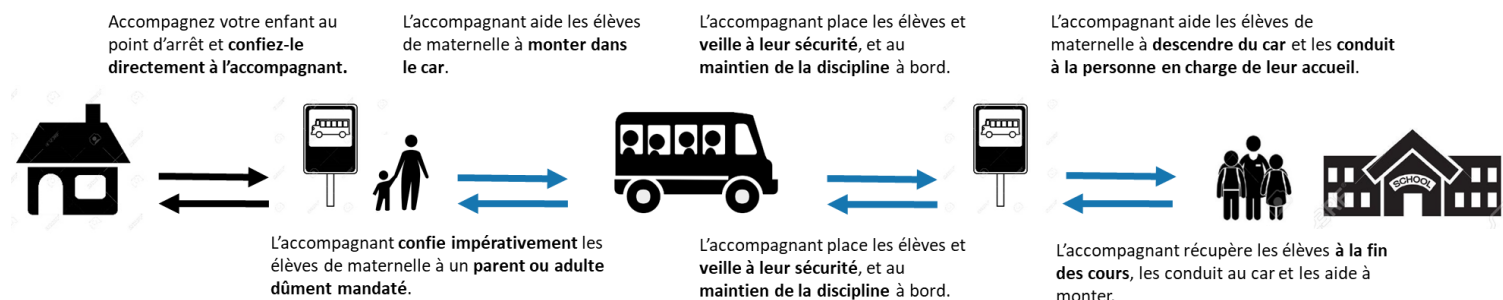 Accompagnez votre enfant au
point d’arrêt et confiez-le
directement à l’accompagnant.
L’accompagnant aide les élèves
de maternelle à monter dans
le car.
L’accompagnant place les élèves et
veille à leur sécurité, et au
maintien de la discipline à bord.
L’accompagnant aide les élèves de
maternelle à descendre du car et les conduit
à la personne en charge de leur accueil.
SCHOOL
L’accompagnant confie impérativement les
élèves de maternelle à un parent ou adulte
dûment mandaté.
L’accompagnant place les élèves et
veille à leur sécurité, et au
maintien de la discipline à bord.
L’accompagnant récupère les élèves à la fin
des cours, les conduit au car et les aide à
monter.